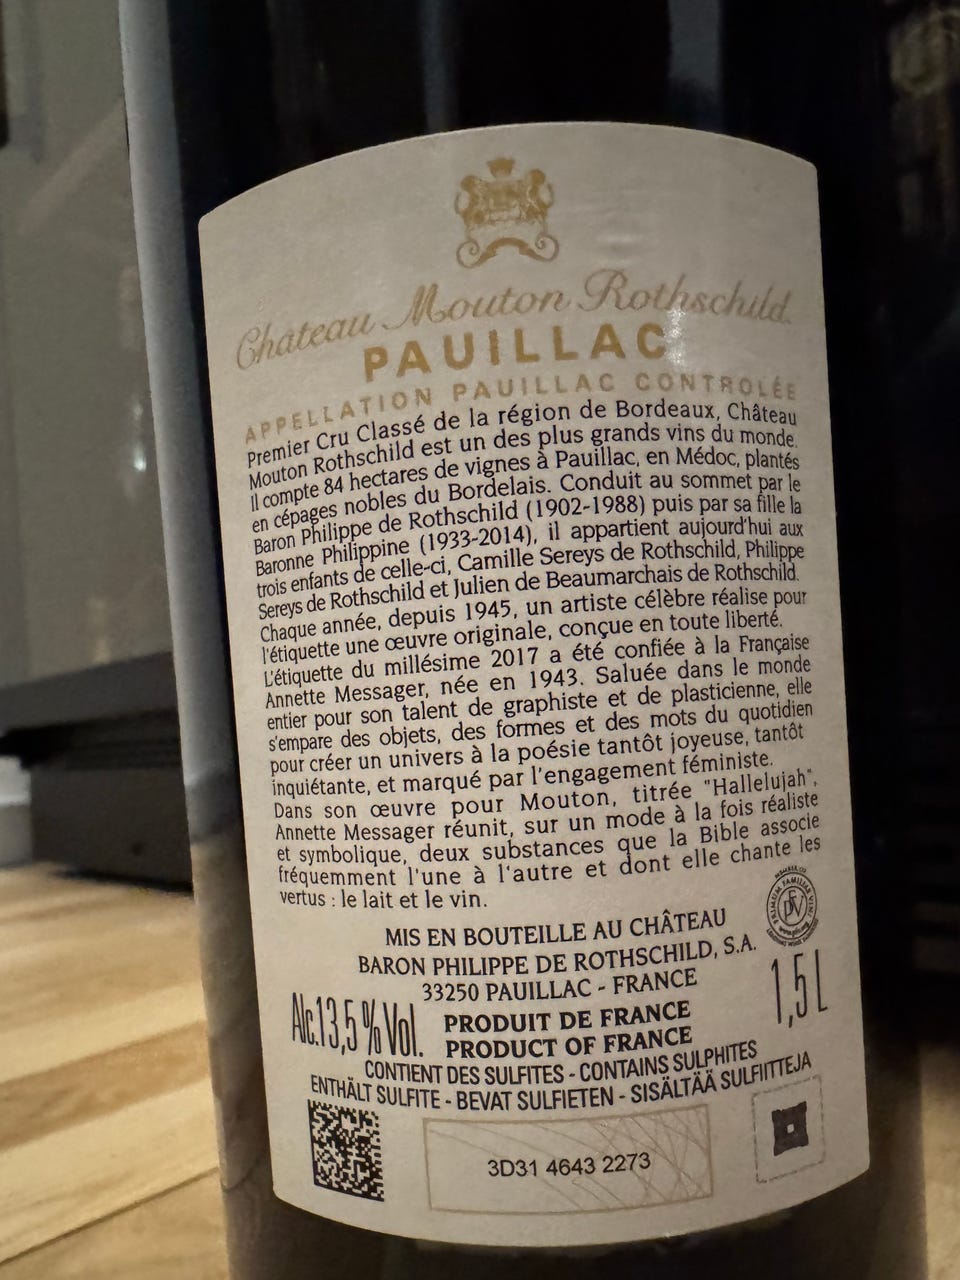 Château Mouton Rothschild
PAUILLAC
APPELLATION PAUILLAC CONTROLÉE
Premier Cru Classé de la région de Bordeaux, Château
Mouton Rothschild est un des plus grands vins du monde.
Il compte 84 hectares de vignes à Pauillac, en Médoc, plantés
en cépages nobles du Bordelais. Conduit au sommet par le
Baron Philippe de Rothschild (1902-1988) puis par sa fille la
Baronne Philippine (1933-2014), il appartient aujourd'hui aux
trois enfants de celle-ci, Camille Sereys de Rothschild, Philippe
Sereys de Rothschild et Julien de Beaumarchais de Rothschild.
Chaque année, depuis 1945, un artiste célèbre réalise pour
l'étiquette une œuvre originale, conçue en toute liberté.
L'étiquette du millésime 2017 a été confiée à la Française
Annette Messager, née en 1943. Saluée dans le monde
entier pour son talent de graphiste et de plasticienne, elle
s'empare des objets, des formes et des mots du quotidien
pour créer un univers à la poésie tantôt joyeuse, tantôt
inquiétante, et marqué par l'engagement féministe.
Dans son œuvre pour Mouton, titrée "Hallelujah",
Annette Messager réunit, sur un mode à la fois réaliste
et symbolique, deux substances que la Bible associe
fréquemment l'une à l'autre et dont elle chante les
vertus : le lait et le vin.
MEMBER OF
PRIMUM FAMILIAE VINI
PFV
MIS EN BOUTEILLE AU CHÂTEAU
BARON PHILIPPE DE ROTHSCHILD, S.A.
33250 PAUILLAC - FRANCE
Alc.13,5 % Vol.
PRODUIT DE FRANCE
PRODUCT OF FRANCE
1,5 L
CONTIENT DES SULFITES - CONTAINS SULPHITES
ENTHÄLT SULFITE - BEVAT SULFIETEN - SISÄLTÄÄ SULFIITTEJA
3D31 4643 2273